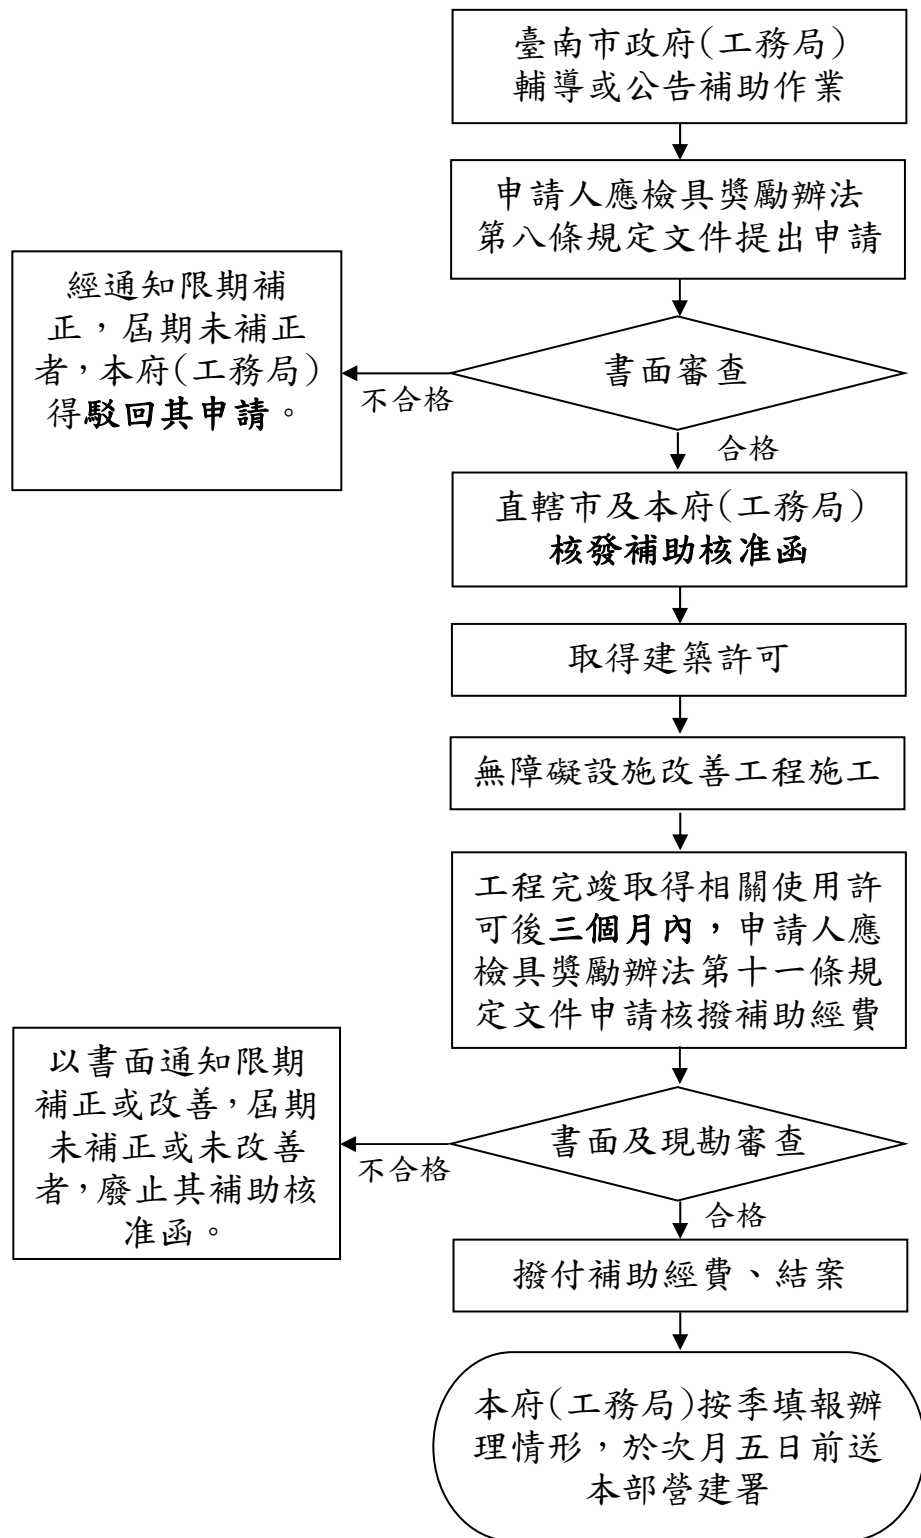 臺南市政府(工務局)
輔導或公告補助作業
申請人應檢具獎勵辦法
第八條規定文件提出申請
經通知限期補
正，屆期未補正
者，本府(工務局)
得駁回其申請。
書面審查
不合格
合格
直轄市及本府(工務局)
核發補助核准函
取得建築許可
無障礙設施改善工程施工
工程完竣取得相關使用許
可後三個月內，申請人應
檢具獎勵辦法第十一條規
定文件申請核撥補助經費
以書面通知限期
補正或改善，屆期
未補正或未改善
者，廢止其補助核
准函。
書面及現勘審查
不合格
合格
撥付補助經費、結案
本府(工務局)按季填報辦
理情形，於次月五日前送
本部營建署